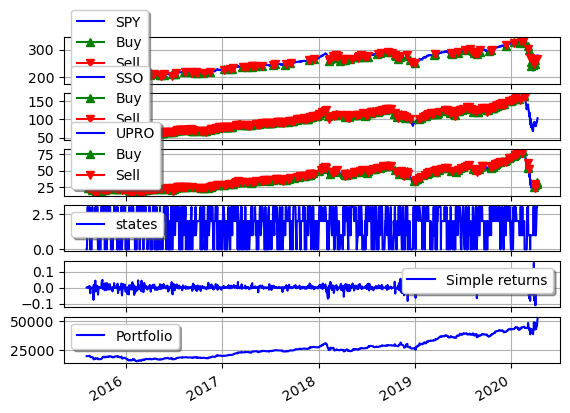 SPY
Buy
Sell
300
200
SSO
Buy
Sell
150
100
50
UPRO
Buy
Sell
75
50
25
states
2.5
0.0
Simple returns
0.1
0.0
−0.1
Portfolio
50000
25000
2016
2017
2018
2019
2020